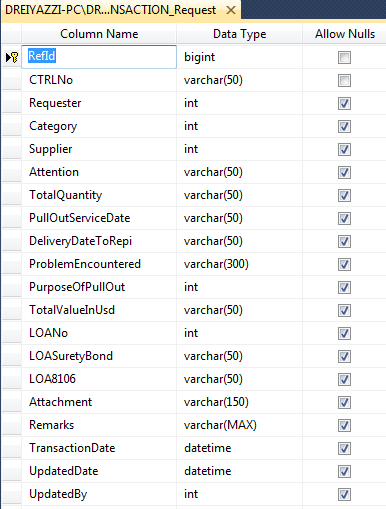 DREIYAZZI-PC\DR...NSACTION_Request
Column Name Data Type Allow Nulls
RefId bigint
CTRLNo varchar(50)
Requester int
Category int
Supplier int
Attention varchar(50)
TotalQuantity varchar(50)
PullOutServiceDate varchar(50)
DeliveryDateToRepi varchar(50)
ProblemEncountered varchar(300)
PurposeOfPullOut int
TotalValueInUsd varchar(50)
LOANo int
LOASuretyBond varchar(50)
LOA8106 varchar(50)
Attachment varchar(150)
Remarks varchar(MAX)
TransactionDate datetime
UpdatedDate datetime
UpdatedBy int